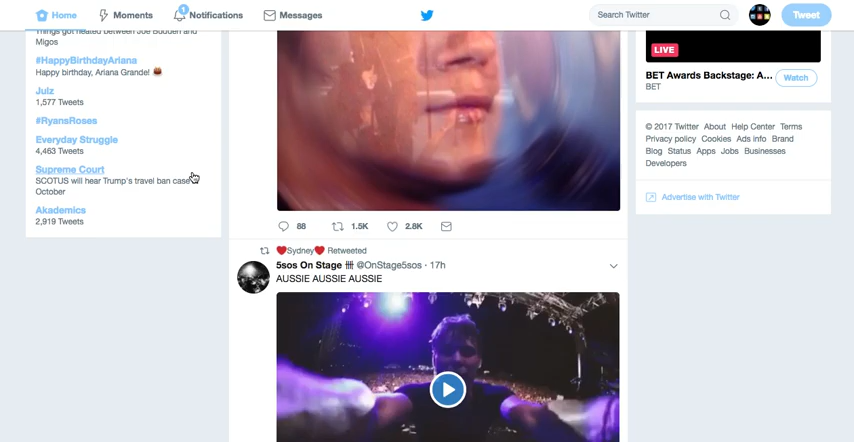 Home
Moments
1
Notifications
Messages
Search Twitter
Tweet
Things got heated between Joe Budden and
Migos
#HappyBirthdayAriana
Happy birthday, Ariana Grande!
Julz
1,577 Tweets
#RyansRoses
Everyday Struggle
4,463 Tweets
Supreme Court
SCOTUS will hear Trump's travel ban case
October
Akademics
2,919 Tweets
88
1.5K
2.8K
Sydney Retweeted
5sos On Stage @OnStage5sos · 17h
AUSSIE AUSSIE AUSSIE
LIVE
BET Awards Backstage: A...
BET
Watch
© 2017 Twitter About Help Center Terms
Privacy policy Cookies Ads info Brand
Blog Status Apps Jobs Businesses
Developers
Advertise with Twitter